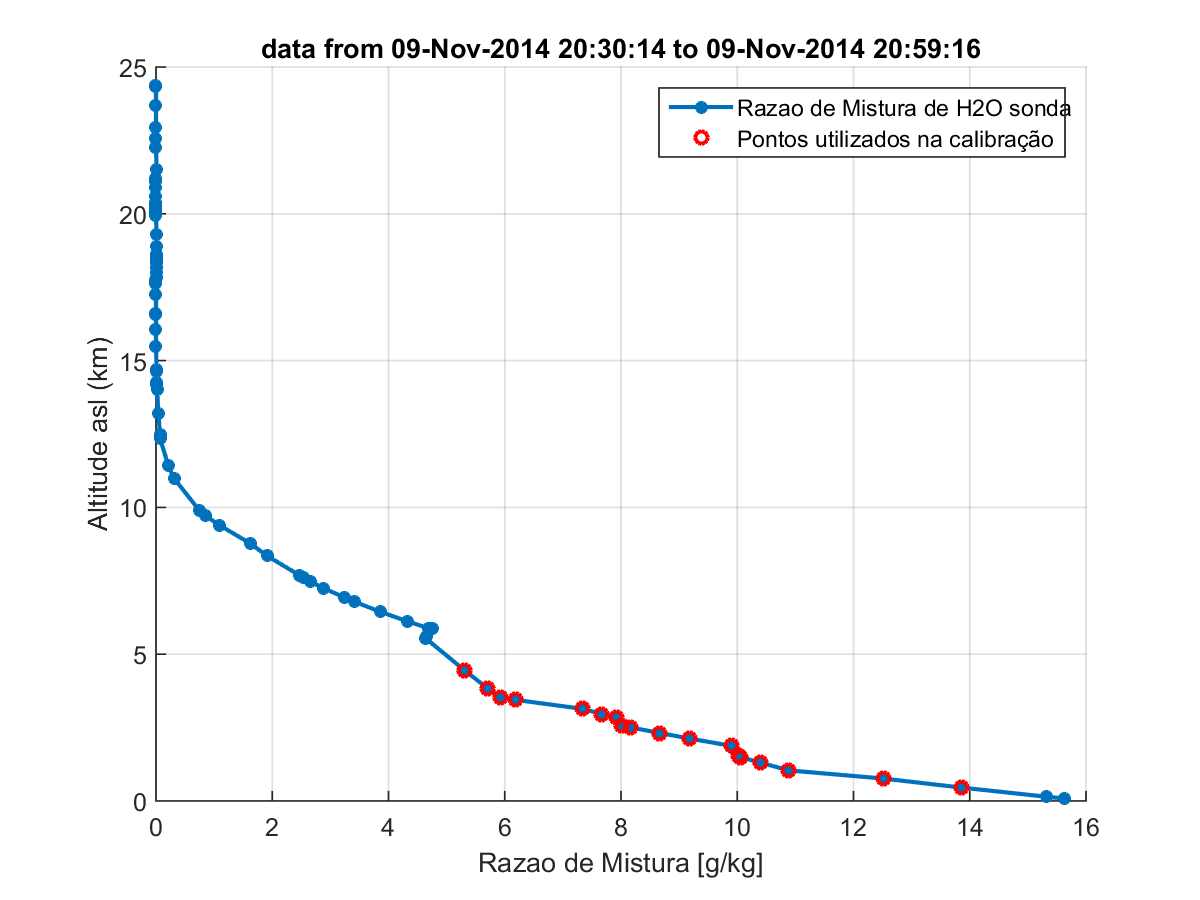 data from 09-Nov-2014 20:30:14 to 09-Nov-2014 20:59:16
Razao de Mistura de H2O sonda
Pontos utilizados na calibração
25
20
15
10
5
0
Altitude asl (km)
0 2 4 6 8 10 12 14 16
Razao de Mistura [g/kg]